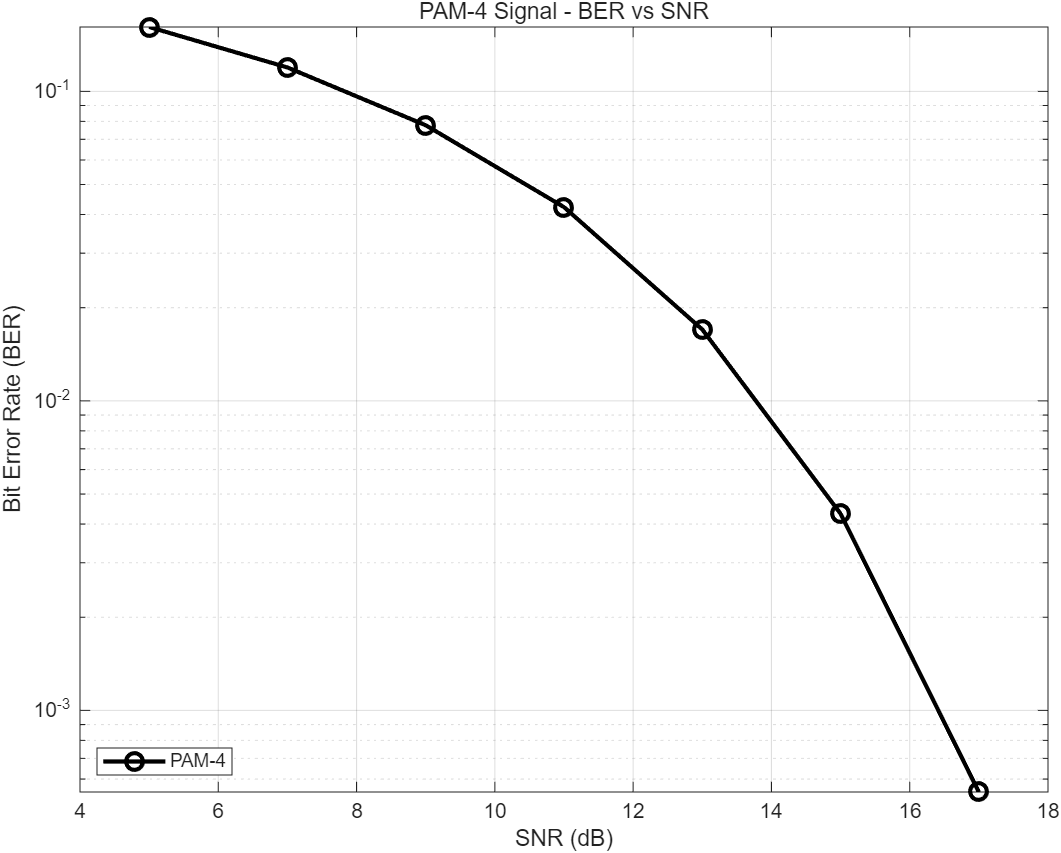 PAM-4 Signal - BER vs SNR
Bit Error Rate (BER)
10^-1
10^-2
10^-3
PAM-4
4 6 8 10 12 14 16 18
SNR (dB)